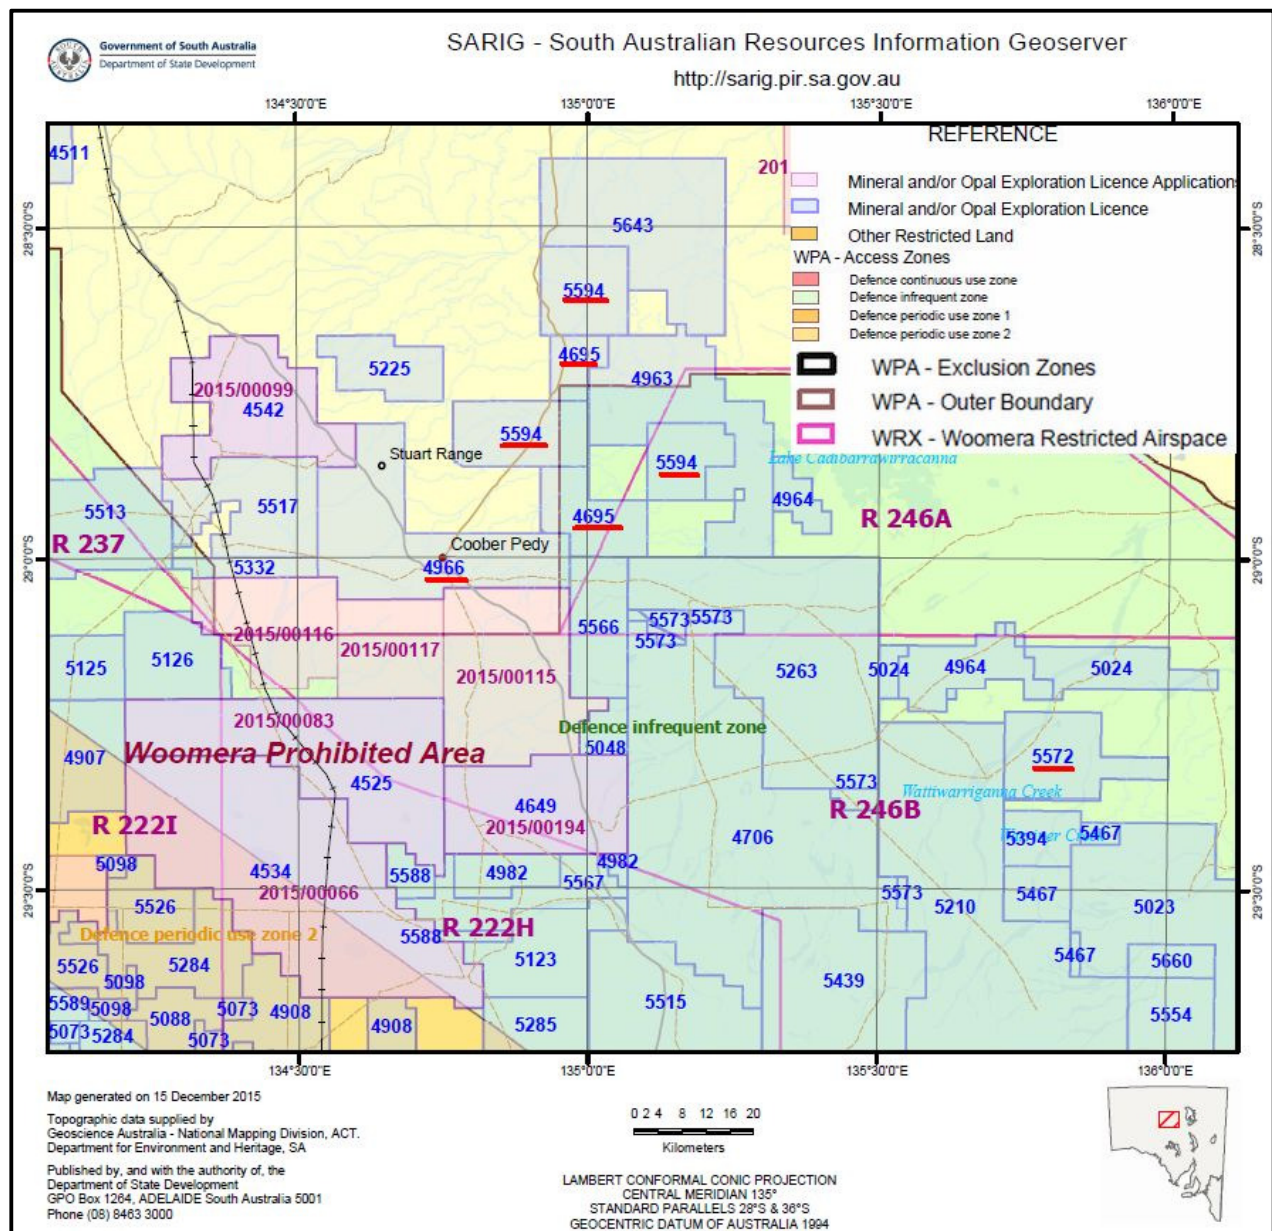 SARIG - South Australian Resources Information Geoserver
http://sarig.pir.sa.gov.au
Government of South Australia
Department of State Development
134°30'0"E 135°0'0"E 135°30'0"E 136°0'0"E
REFERENCE
Mineral and/or Opal Exploration Licence Applications
Mineral and/or Opal Exploration Licence
Other Restricted Land
WPA - Access Zones
Defence continuous use zone
Defence infrequent zone
Defence periodic use zone 1
Defence periodic use zone 2
WPA - Exclusion Zones
WPA - Outer Boundary
WRX - Woomera Restricted Airspace
4511
201
5643
28°30'0"S 28°30'0"S
5594
4695
5225 4963
2015/00099
4542
5594
Stuart Range
5594
Lake Cadibarrawirracanna
4964
5517
5513
4695
R 246A
R 237
Coober Pedy
29°0'0"S 29°0'0"S
5332 4966
5573 5573
2015/00116 5566
5573
2015/00117
5125 5126 5263 5024 4964 5024
2015/00115
2015/00083
Defence infrequent zone
Woomera Prohibited Area
5048
4907 5572
4525 5573
Wattiwarriganna Creek
4649
R 246B
R 222I 2015/00194
4706 5394 5467
5098 4534 5588 4982 4982
5567
29°30'0"S 29°30'0"S
2015/00066 5573 5467
5526 5210 5023
R 222H
Defence periodic use zone 2 5588
5526 5284 5123 5467 5660
5098 5439
5589 5098 5073 4908 5515
5088 5554
5073 5284 5073 4908 5285
134°30'0"E 135°0'0"E 135°30'0"E 136°0'0"E
Map generated on 15 December 2015
Topographic data supplied by
Geoscience Australia - National Mapping Division, ACT.
Department for Environment and Heritage, SA
Published by, and with the authority of, the
Department of State Development
GPO Box 1264, ADELAIDE South Australia 5001
Phone (08) 8463 3000
0 2 4 8 12 16 20
Kilometers
LAMBERT CONFORMAL CONIC PROJECTION
CENTRAL MERIDIAN 135°
STANDARD PARALLELS 28°S & 36°S
GEOCENTRIC DATUM OF AUSTRALIA 1994